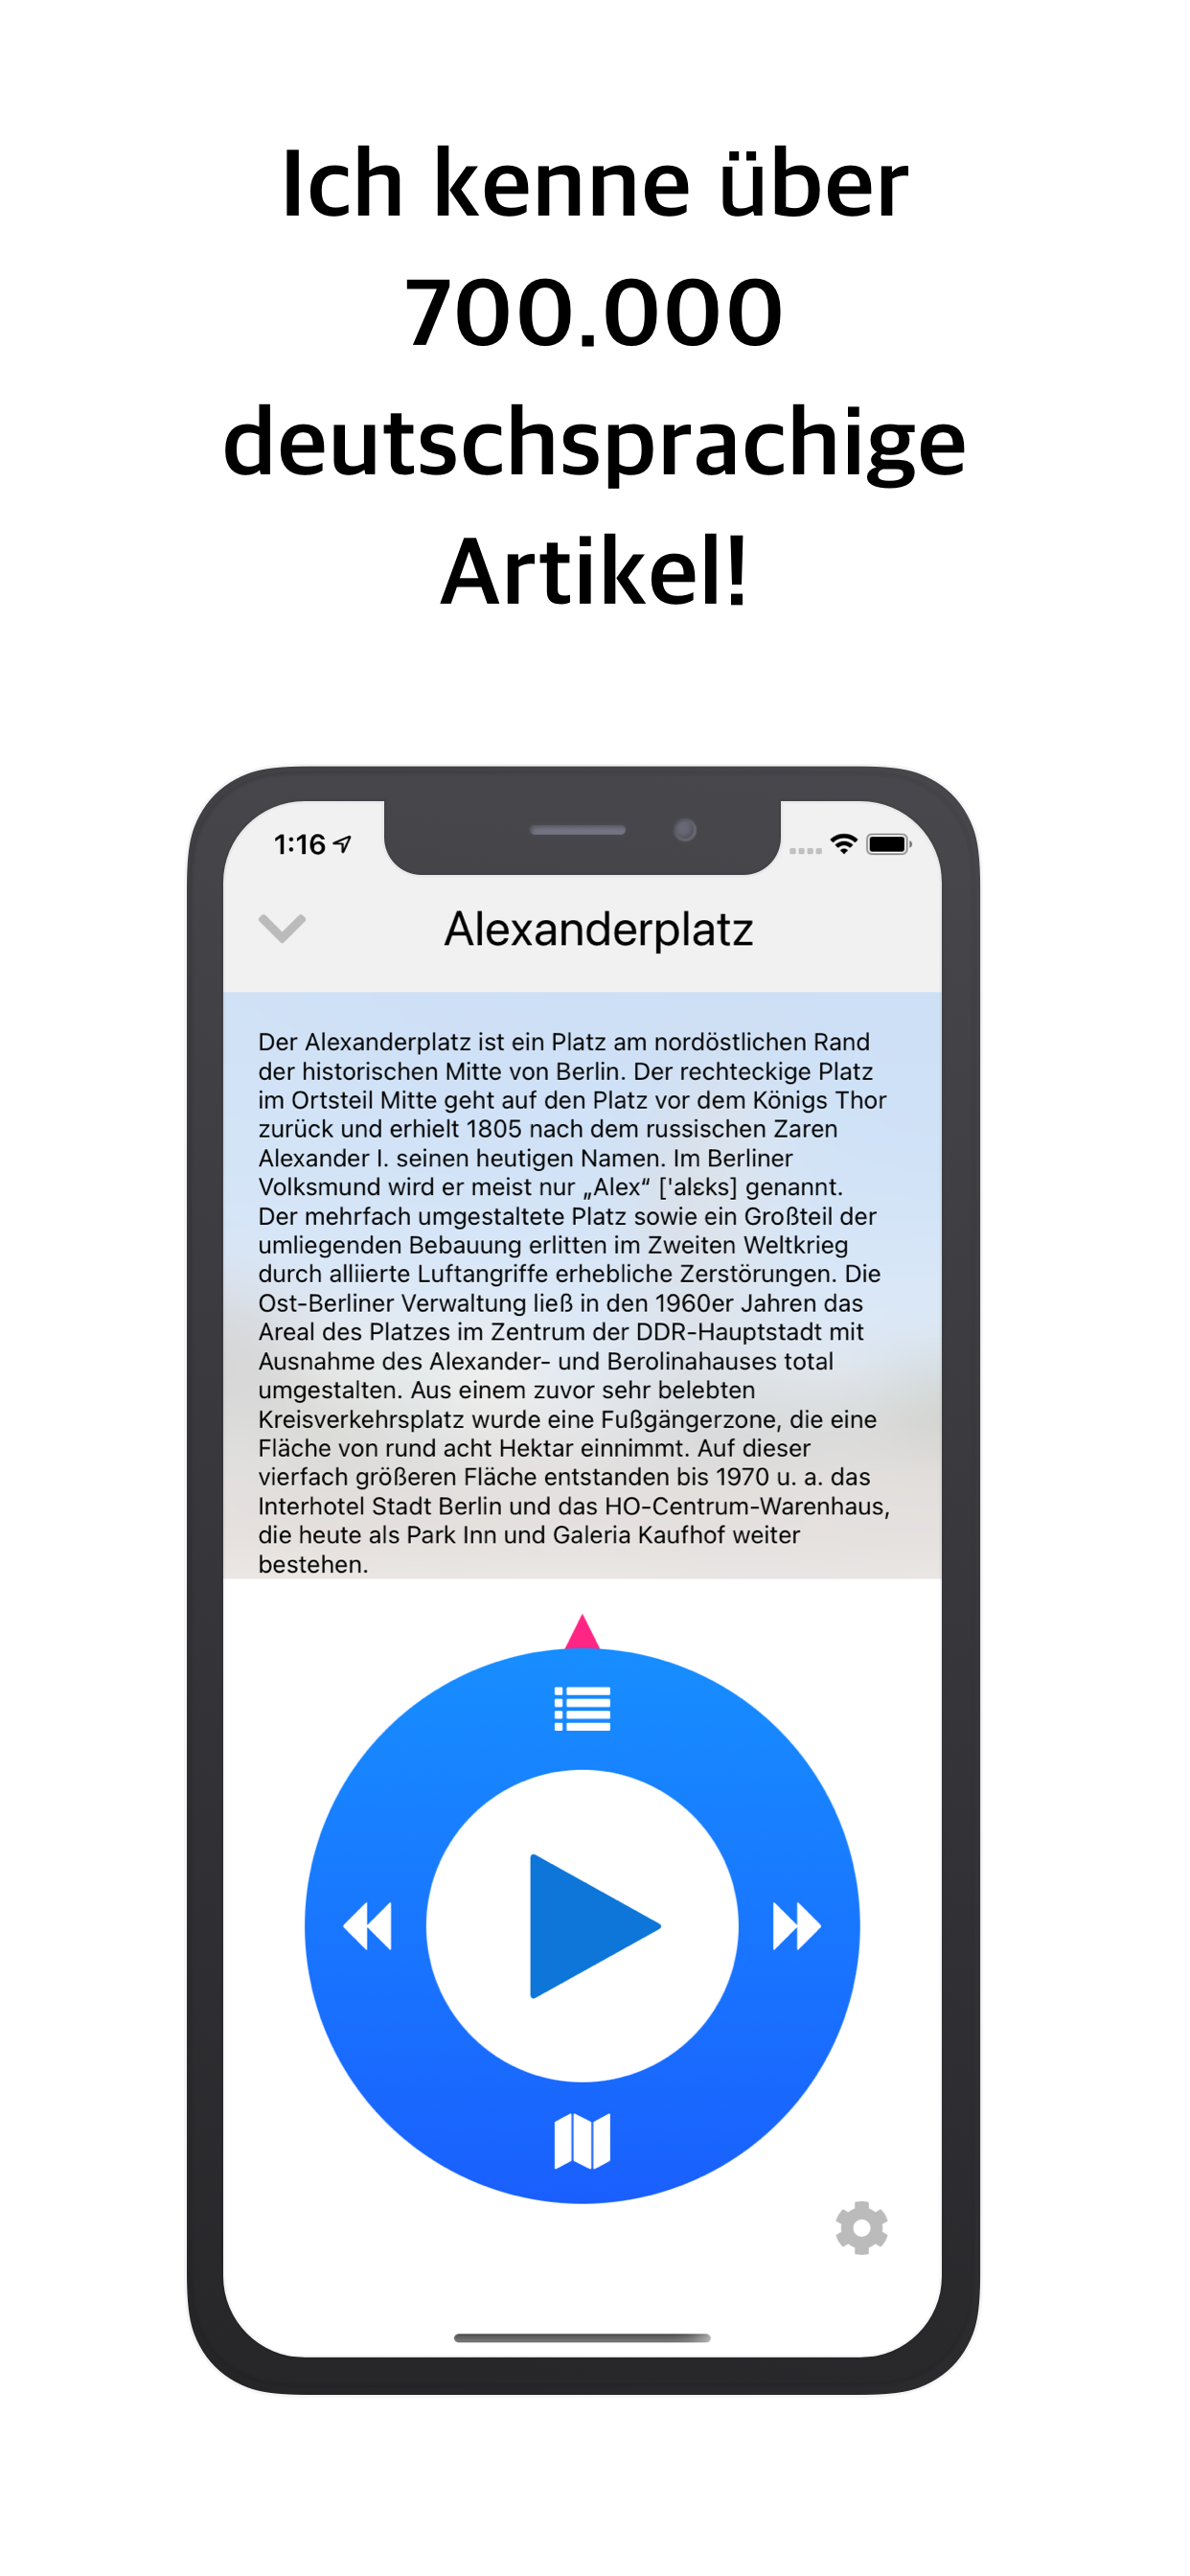 Ich kenne über
700.000
deutschsprachige
Artikel!
1:16
Alexanderplatz
Der Alexanderplatz ist ein Platz am nordöstlichen Rand
der historischen Mitte von Berlin. Der rechteckige Platz
im Ortsteil Mitte geht auf den Platz vor dem Königs Thor
zurück und erhielt 1805 nach dem russischen Zaren
Alexander I. seinen heutigen Namen. Im Berliner
Volksmund wird er meist nur „Alex“ ['alɛks] genannt.
Der mehrfach umgestaltete Platz sowie ein Großteil der
umliegenden Bebauung erlitten im Zweiten Weltkrieg
durch alliierte Luftangriffe erhebliche Zerstörungen. Die
Ost-Berliner Verwaltung ließ in den 1960er Jahren das
Areal des Platzes im Zentrum der DDR-Hauptstadt mit
Ausnahme des Alexander- und Berolinahauses total
umgestalten. Aus einem zuvor sehr belebten
Kreisverkehrsplatz wurde eine Fußgängerzone, die eine
Fläche von rund acht Hektar einnimmt. Auf dieser
vierfach größeren Fläche entstanden bis 1970 u. a. das
Interhotel Stadt Berlin und das HO-Centrum-Warenhaus,
die heute als Park Inn und Galeria Kaufhof weiter
bestehen.